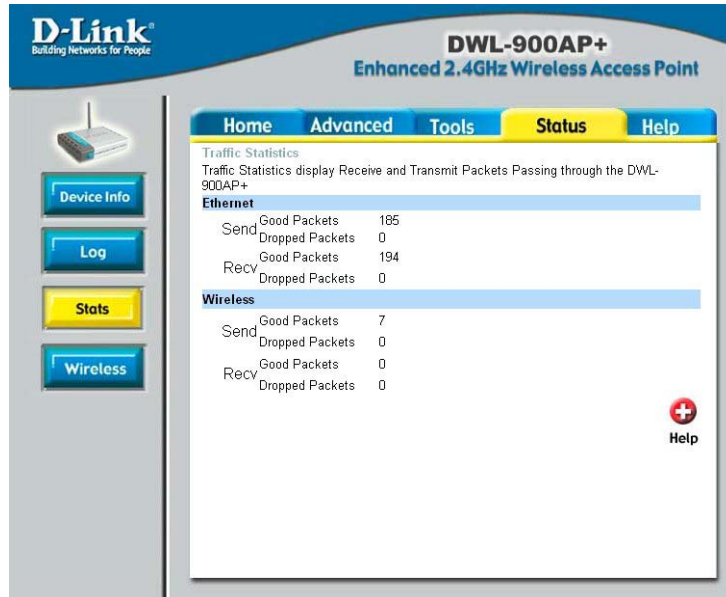 D-Link®
Building Networks for People
DWL-900AP+
Enhanced 2.4GHz Wireless Access Point
Home Advanced Tools Status Help
Device Info
Log
Stats
Wireless
Traffic Statistics
Traffic Statistics display Receive and Transmit Packets Passing through the DWL-
900AP+
Ethernet
Send Good Packets 185
Dropped Packets 0
Recv Good Packets 194
Dropped Packets 0
Wireless
Send Good Packets 7
Dropped Packets 0
Recv Good Packets 0
Dropped Packets 0
Help